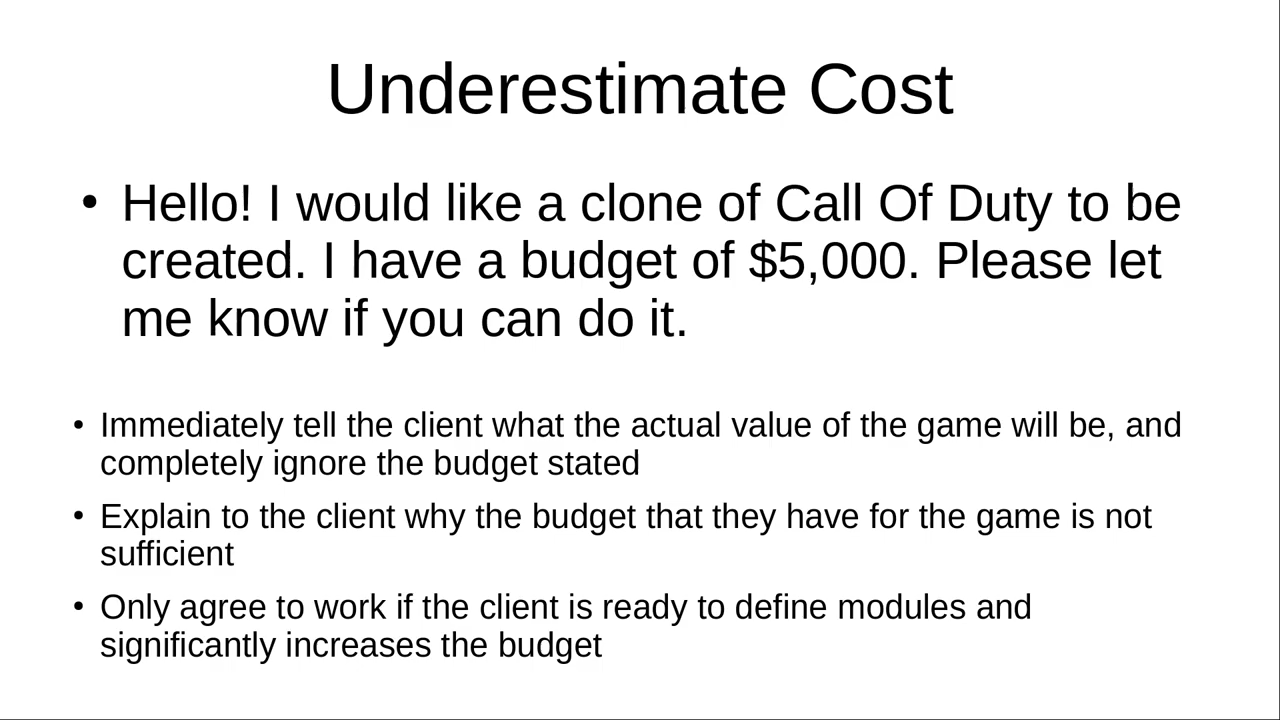 Underestimate Cost
• Hello! I would like a clone of Call Of Duty to be
created. I have a budget of $5,000. Please let
me know if you can do it.
• Immediately tell the client what the actual value of the game will be, and
completely ignore the budget stated
• Explain to the client why the budget that they have for the game is not
sufficient
• Only agree to work if the client is ready to define modules and
significantly increases the budget